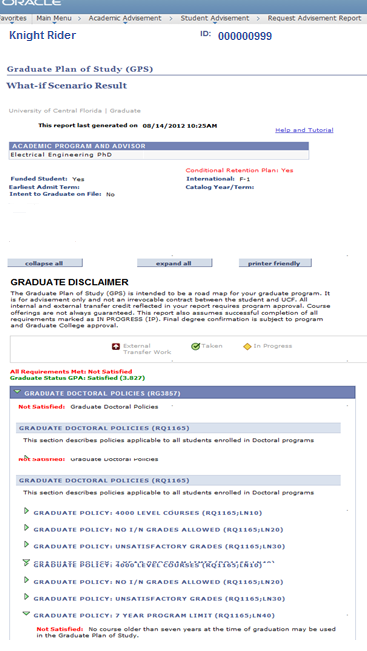 ORACLE
Favorites Main Menu > Academic Advisement > Student Advisement > Request Advisement Report
Knight Rider ID: 000000999
Graduate Plan of Study (GPS)
What-if Scenario Result
University of Central Florida | Graduate
This report last generated on 08/14/2012 10:25AM
Help and Tutorial
ACADEMIC PROGRAM AND ADVISOR
Electrical Engineering PhD
Conditional Retention Plan: Yes
Funded Student: Yes International: F-1
Earliest Admit Term: Catalog Year/Term:
Intent to Graduate on File: No
collapse all expand all printer friendly
GRADUATE DISCLAIMER
The Graduate Plan of Study (GPS) is intended to be a road map for your graduate program. It
is for advisement only and not an irrevocable contract between the student and UCF. All
internal and external transfer credit reflected in your report requires program approval. Course
offerings are not always guaranteed. This report also assumes successful completion of all
requirements marked as IN PROGRESS (IP). Final degree confirmation is subject to program
and Graduate College approval.
External Transfer Work Taken In Progress
All Requirements Met: Not Satisfied
Graduate Status GPA: Satisfied (3.827)
GRADUATE DOCTORAL POLICIES (RG3857)
Not Satisfied: Graduate Doctoral Policies
GRADUATE DOCTORAL POLICIES (RQ1165)
This section describes policies applicable to all students enrolled in Doctoral programs
Not Satisfied: Graduate Doctoral Policies
GRADUATE DOCTORAL POLICIES (RQ1165)
This section describes policies applicable to all students enrolled in Doctoral programs
GRADUATE POLICY: 4000 LEVEL COURSES (RQ1165;LN10)
GRADUATE POLICY: NO I/N GRADES ALLOWED (RQ1165;LN20)
GRADUATE POLICY: UNSATISFACTORY GRADES (RQ1165;LN30)
GRADUATE POLICY: 4000 LEVEL COURSES (RQ1165;LN10)
GRADUATE POLICY: NO I/N GRADES ALLOWED (RQ1165;LN20)
GRADUATE POLICY: UNSATISFACTORY GRADES (RQ1165;LN30)
GRADUATE POLICY: 7 YEAR PROGRAM LIMIT (RQ1165;LN40)
Not Satisfied: No course older than seven years at the time of graduation may be used
in the Graduate Plan of Study.